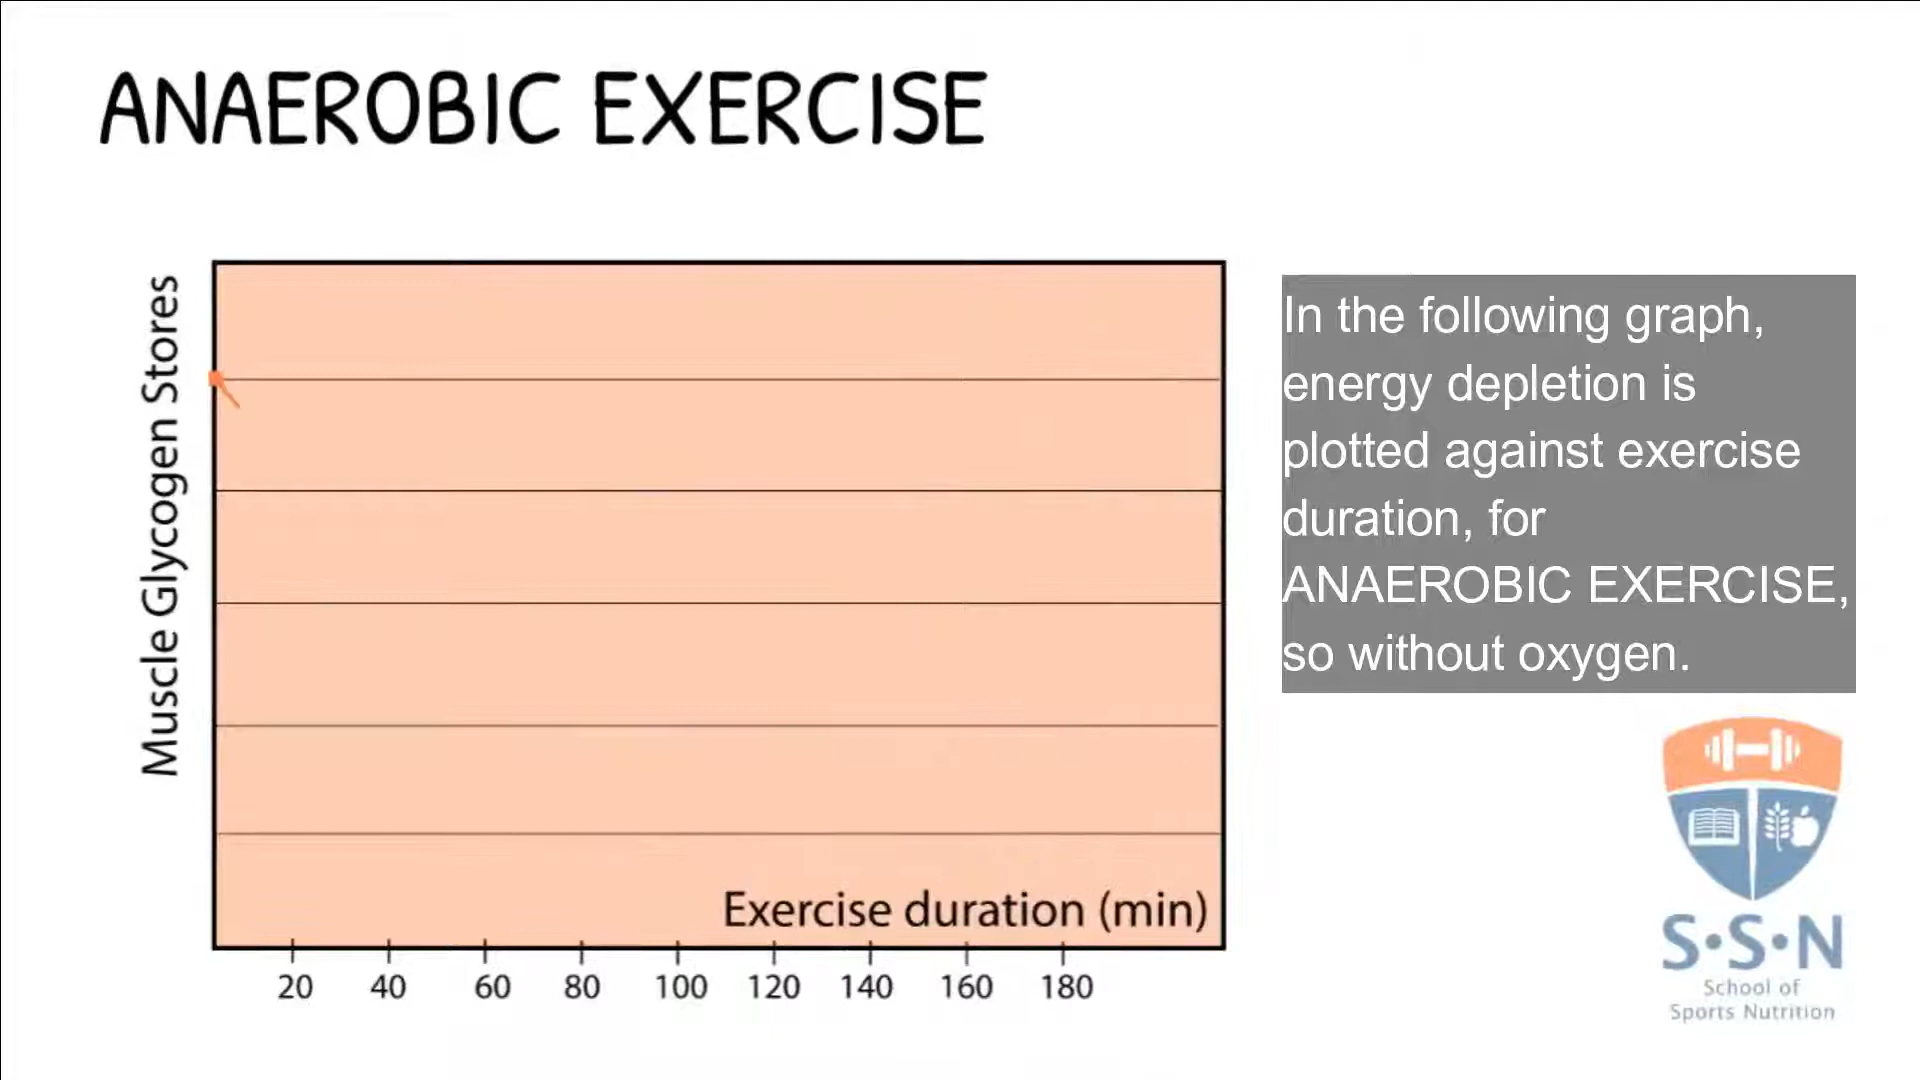 ANAEROBIC EXERCISE
Muscle Glycogen Stores
In the following graph,
energy depletion is
plotted against exercise
duration, for
ANAEROBIC EXERCISE,
so without oxygen.
Exercise duration (min)
20 40 60 80 100 120 140 160 180
S·S·N
School of
Sports Nutrition